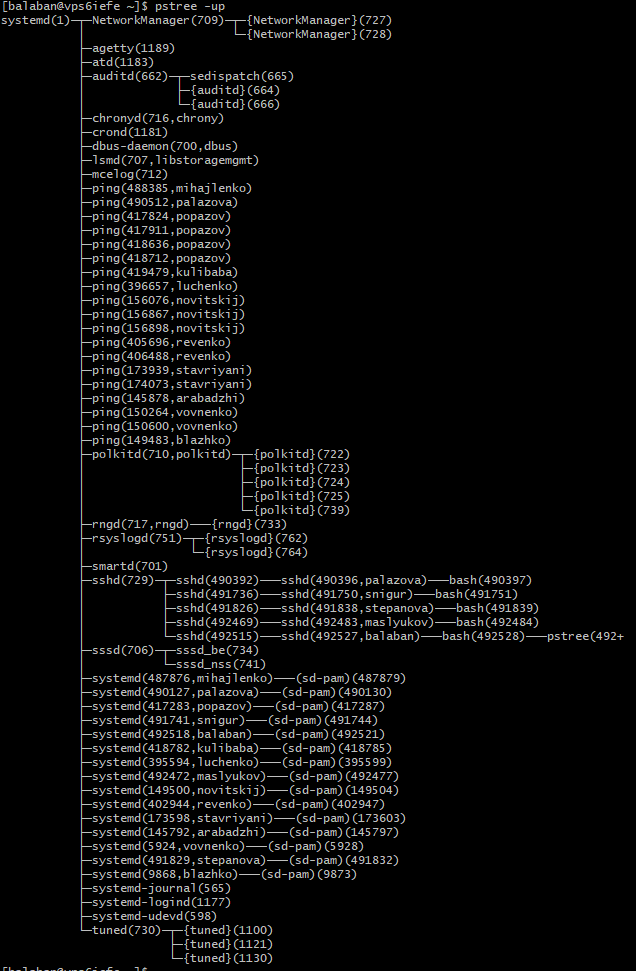 [balaban@vps6iefe ~]$ pstree -up
systemd(1)─┬─NetworkManager(709)─┬─{NetworkManager}(727)
           │                     └─{NetworkManager}(728)
           ├─agetty(1189)
           ├─atd(1183)
           ├─auditd(662)─┬─sedispatch(665)
           │             ├─{auditd}(664)
           │             └─{auditd}(666)
           ├─chronyd(716,chrony)
           ├─crond(1181)
           ├─dbus-daemon(700,dbus)
           ├─lsmd(707,libstoragemgmt)
           ├─mcelog(712)
           ├─ping(488385,mihajlenko)
           ├─ping(490512,palazova)
           ├─ping(417824,popazov)
           ├─ping(417911,popazov)
           ├─ping(418636,popazov)
           ├─ping(418712,popazov)
           ├─ping(419479,kulibaba)
           ├─ping(396657,luchenko)
           ├─ping(156076,novitskij)
           ├─ping(156867,novitskij)
           ├─ping(156898,novitskij)
           ├─ping(405696,revenko)
           ├─ping(406488,revenko)
           ├─ping(173939,stavriyani)
           ├─ping(174073,stavriyani)
           ├─ping(145878,arabadzhi)
           ├─ping(150264,vovnenko)
           ├─ping(150600,vovnenko)
           ├─ping(149483,blazhko)
           ├─polkitd(710,polkitd)─┬─{polkitd}(722)
           │                      ├─{polkitd}(723)
           │                      ├─{polkitd}(724)
           │                      ├─{polkitd}(725)
           │                      └─{polkitd}(739)
           ├─rngd(717,rngd)───{rngd}(733)
           ├─rsyslogd(751)─┬─{rsyslogd}(762)
           │               └─{rsyslogd}(764)
           ├─smartd(701)
           ├─sshd(729)─┬─sshd(490392)───sshd(490396,palazova)───bash(490397)
           │           ├─sshd(491736)───sshd(491750,snigur)───bash(491751)
           │           ├─sshd(491826)───sshd(491838,stepanova)───bash(491839)
           │           ├─sshd(492469)───sshd(492483,maslyukov)───bash(492484)
           │           └─sshd(492515)───sshd(492527,balaban)───bash(492528)───pstree(492+
           ├─sssd(706)─┬─sssd_be(734)
           │           └─sssd_nss(741)
           ├─systemd(487876,mihajlenko)───(sd-pam)(487879)
           ├─systemd(490127,palazova)───(sd-pam)(490130)
           ├─systemd(417283,popazov)───(sd-pam)(417287)
           ├─systemd(491741,snigur)───(sd-pam)(491744)
           ├─systemd(492518,balaban)───(sd-pam)(492521)
           ├─systemd(418782,kulibaba)───(sd-pam)(418785)
           ├─systemd(395594,luchenko)───(sd-pam)(395599)
           ├─systemd(492472,maslyukov)───(sd-pam)(492477)
           ├─systemd(149500,novitskij)───(sd-pam)(149504)
           ├─systemd(402944,revenko)───(sd-pam)(402947)
           ├─systemd(173598,stavriyani)───(sd-pam)(173603)
           ├─systemd(145792,arabadzhi)───(sd-pam)(145797)
           ├─systemd(5924,vovnenko)───(sd-pam)(5928)
           ├─systemd(491829,stepanova)───(sd-pam)(491832)
           ├─systemd(9868,blazhko)───(sd-pam)(9873)
           ├─systemd-journal(565)
           ├─systemd-logind(1177)
           ├─systemd-udevd(598)
           └─tuned(730)─┬─{tuned}(1100)
                        ├─{tuned}(1121)
                        └─{tuned}(1130)
[balaban@vps6iefe ~]$